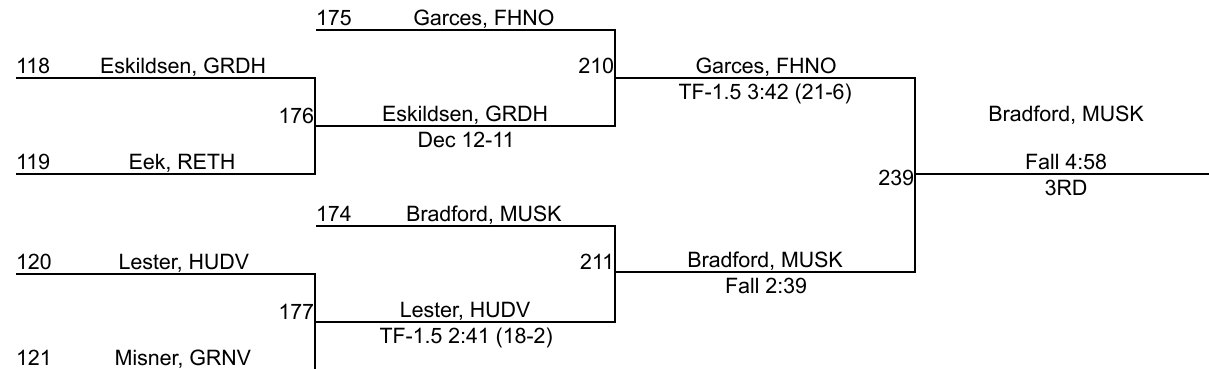 175 Garces, FHNO
118 Eskildsen, GRDH
210 Garces, FHNO
TF-1.5 3:42 (21-6)
176 Eskildsen, GRDH
Dec 12-11
Bradford, MUSK
119 Eek, RETH
Fall 4:58
239
3RD
174 Bradford, MUSK
120 Lester, HUDV
211 Bradford, MUSK
Fall 2:39
177 Lester, HUDV
TF-1.5 2:41 (18-2)
121 Misner, GRNV